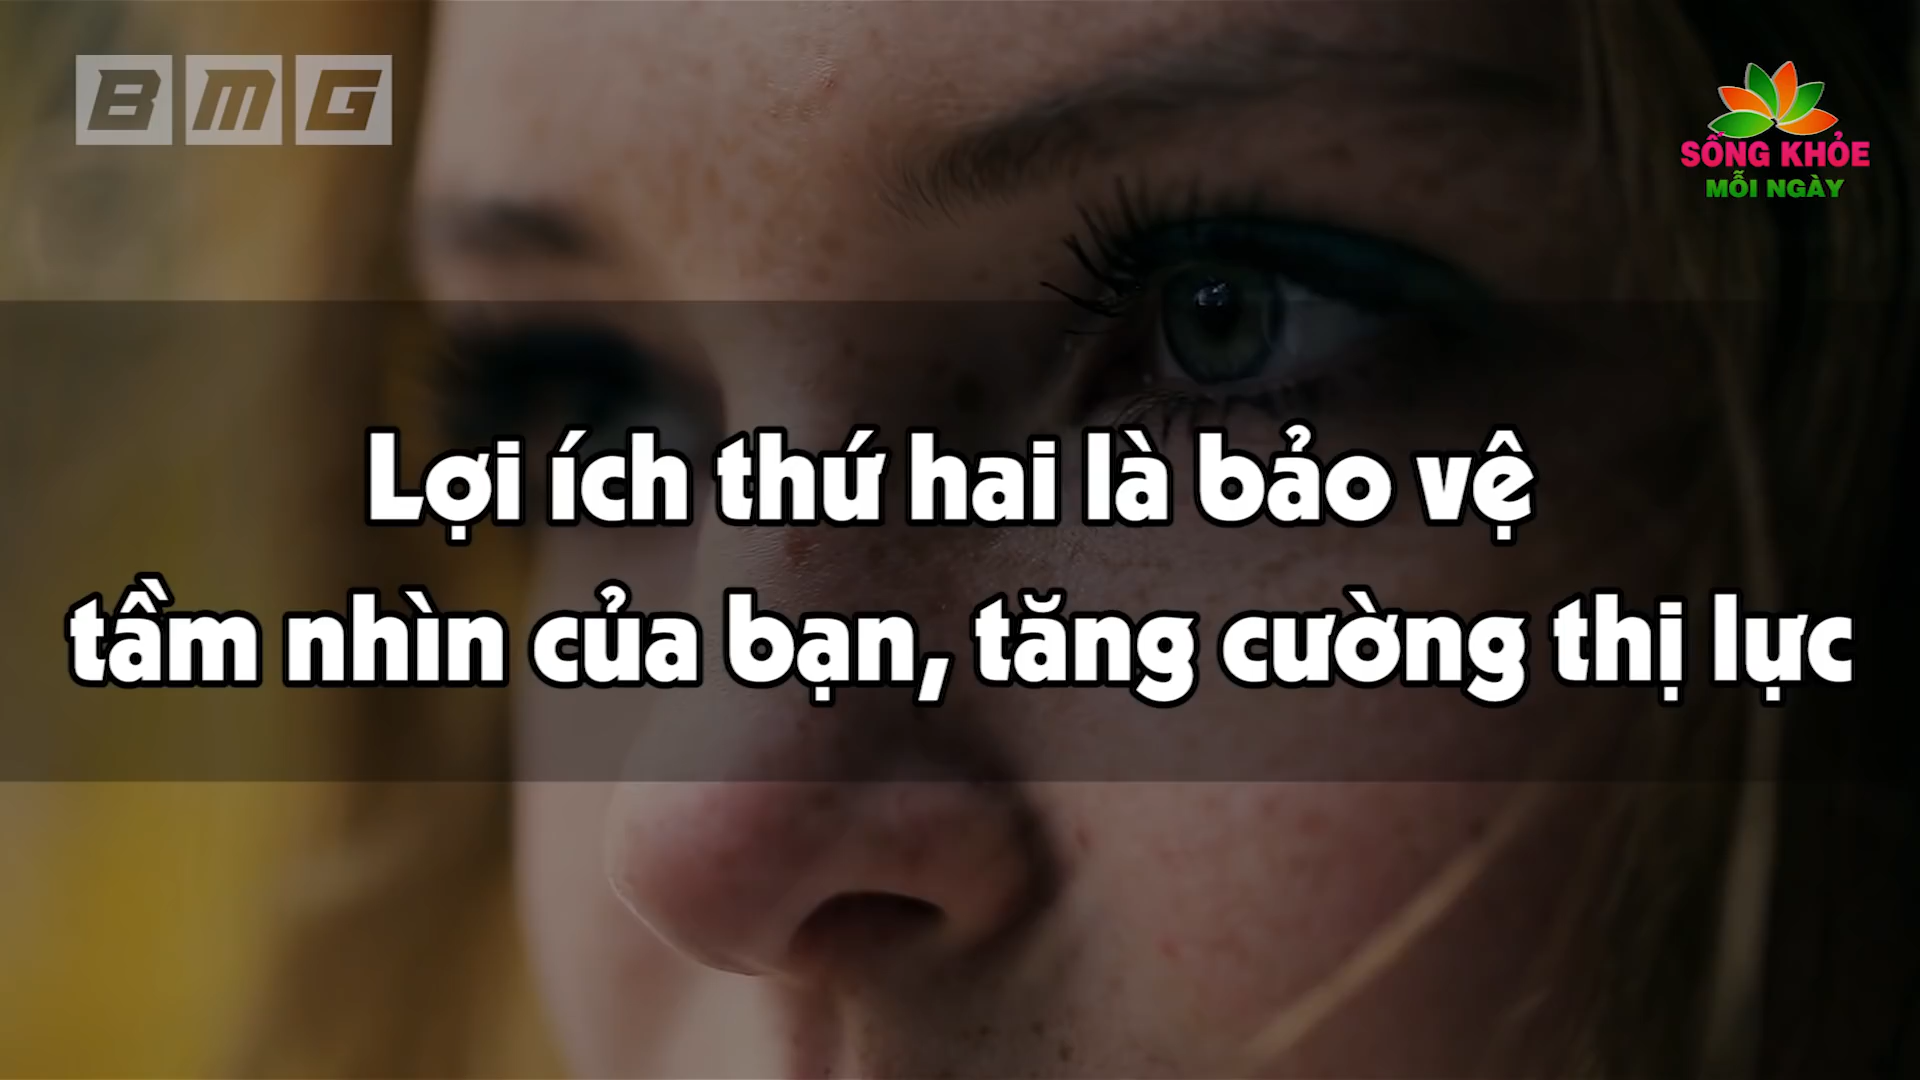 BMG
SỐNG KHỎE
MỖI NGÀY
Lợi ích thứ hai là bảo vệ
tầm nhìn của bạn, tăng cường thị lực